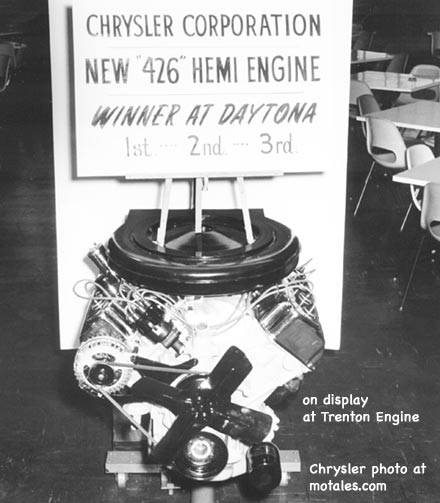 CHRYSLER CORPORATION
NEW "426" HEMI ENGINE
WINNER AT DAYTONA
1st. ···· 2nd. ··· 3rd.
on display
at Trenton Engine
Chrysler photo at
motales.com